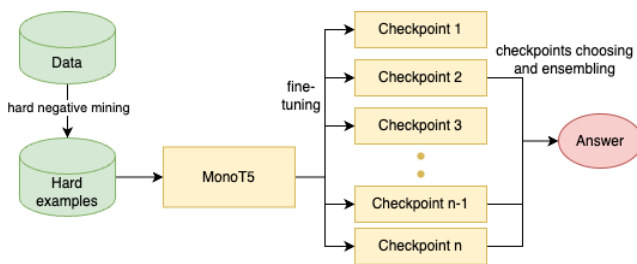 Data
hard negative mining
Hard
examples
MonoT5
fine-
tuning
Checkpoint 1
Checkpoint 2
Checkpoint 3
Checkpoint n-1
Checkpoint n
checkpoints choosing
and ensembling
Answer